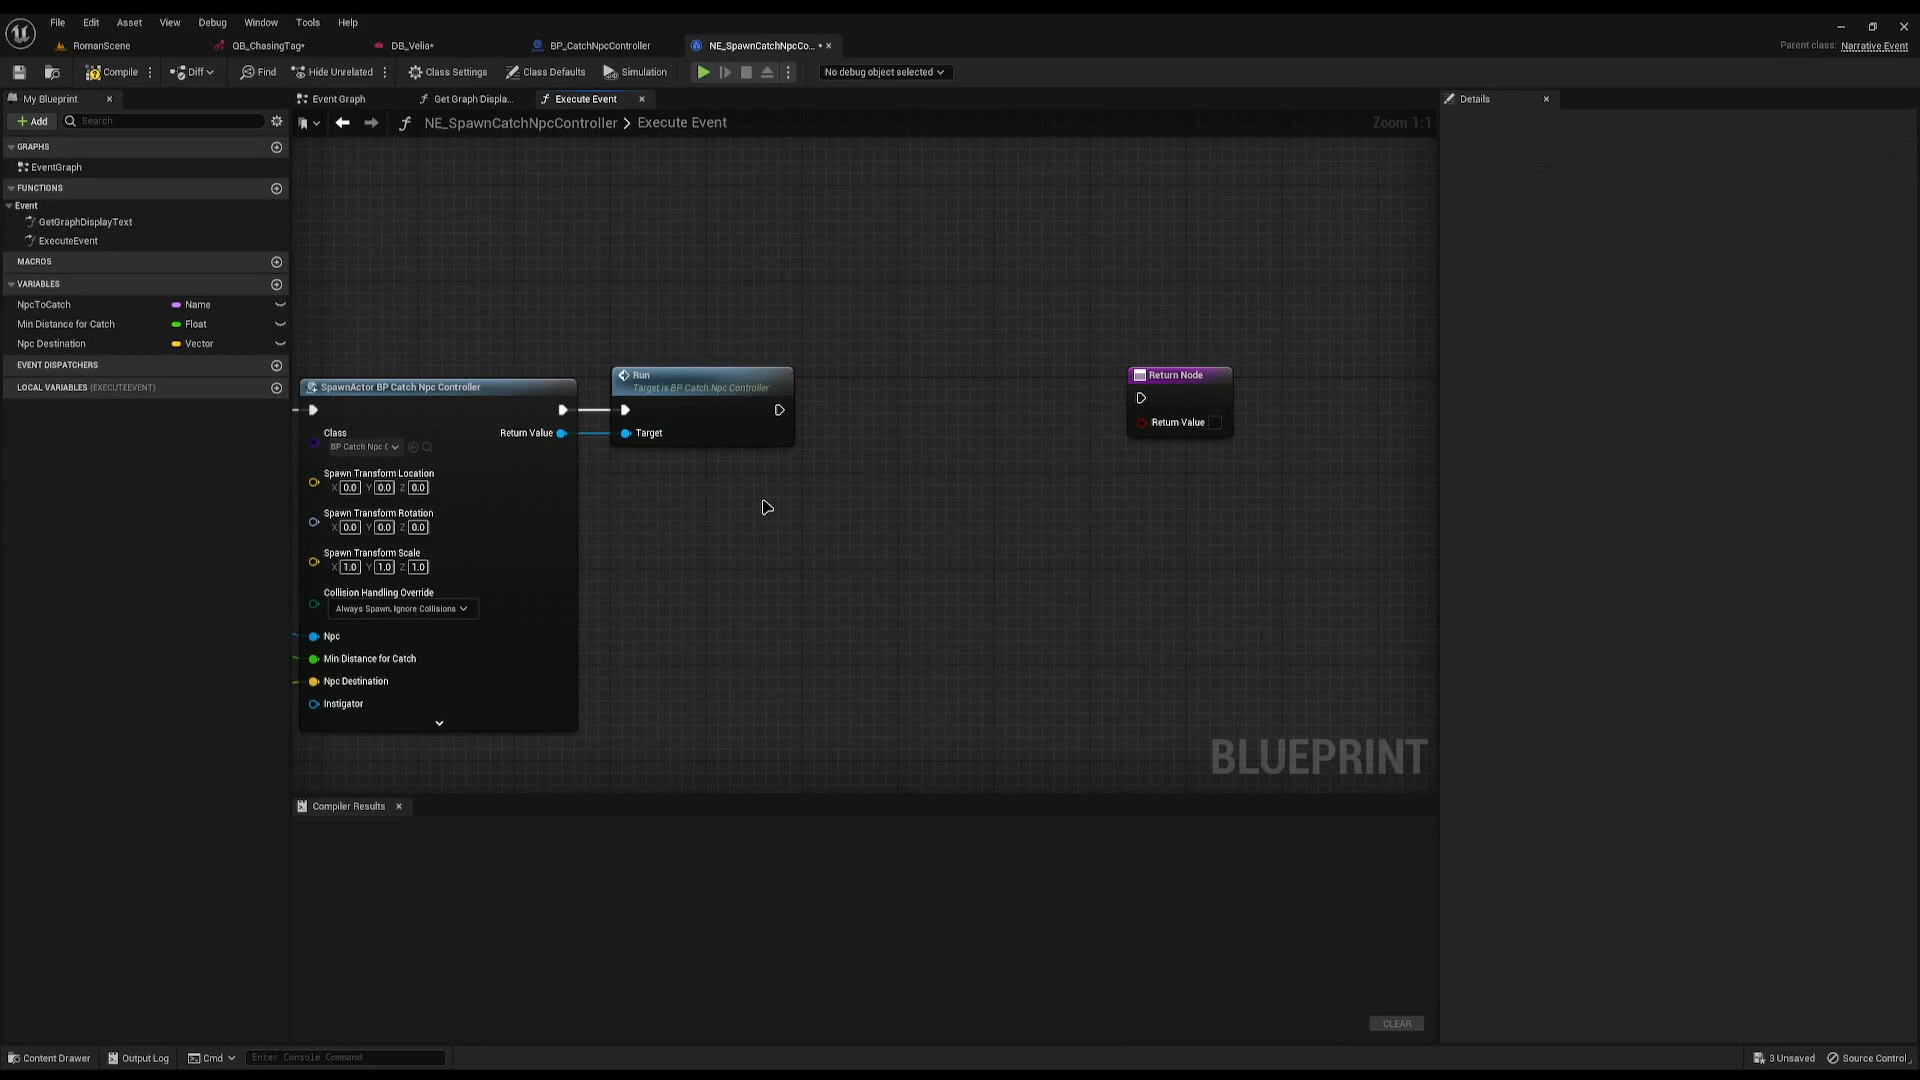 File Edit Asset View Debug Window Tools Help
RomanScene QB_ChasingTag* DB_Velia* BP_CatchNpcController NE_SpawnCatchNpcCo... •
Parent class: Narrative Event
Compile Diff Find Hide Unrelated Class Settings Class Defaults Simulation No debug object selected
My Blueprint Event Graph Get Graph Displa... Execute Event Details
Add Search
NE_SpawnCatchNpcController > Execute Event Zoom 1:1
GRAPHS
EventGraph
FUNCTIONS
Event
GetGraphDisplayText
ExecuteEvent
MACROS
VARIABLES
NpcToCatch Name
Min Distance for Catch Float
Npc Destination Vector
EVENT DISPATCHERS
LOCAL VARIABLES (EXECUTEEVENT)
SpawnActor BP Catch Npc Controller
Class
BP Catch Npc C
Return Value
Spawn Transform Location
X 0.0 Y 0.0 Z 0.0
Spawn Transform Rotation
X 0.0 Y 0.0 Z 0.0
Spawn Transform Scale
X 1.0 Y 1.0 Z 1.0
Collision Handling Override
Always Spawn, Ignore Collisions
Npc
Min Distance for Catch
Npc Destination
Instigator
Run
Target is BP Catch Npc Controller
Target
Return Node
Return Value
BLUEPRINT
Compiler Results
CLEAR
Content Drawer Output Log Cmd Enter Console Command 3 Unsaved Source Control